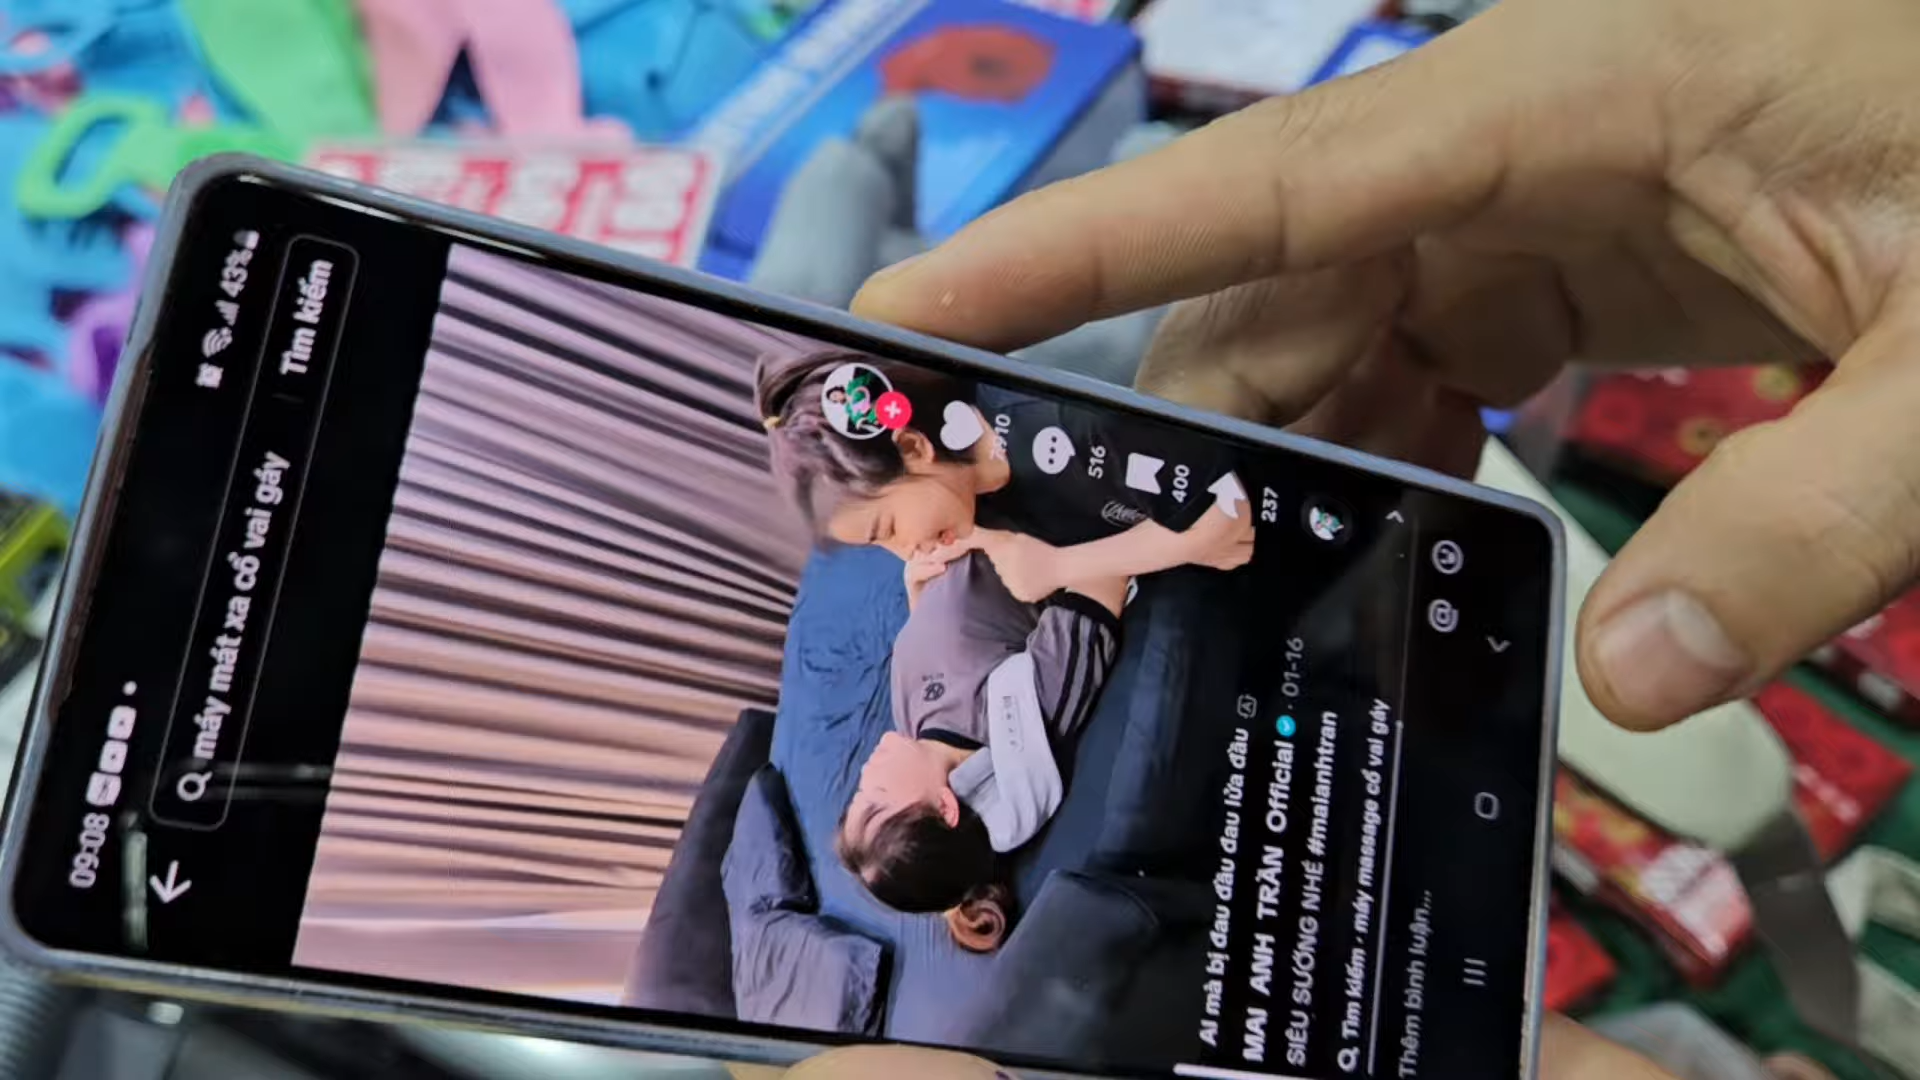 09:08
43%
máy mát xa cổ vai gáy
Tìm kiếm
7910
516
400
237
Ai mà bị đau đầu đau lửa đầu
MAI ANH TRẦN Official · 01-16
SIÊU SƯỚNG NHÉ #maianhtran
Tìm kiếm · máy massage cổ vai gáy
Thêm bình luận...